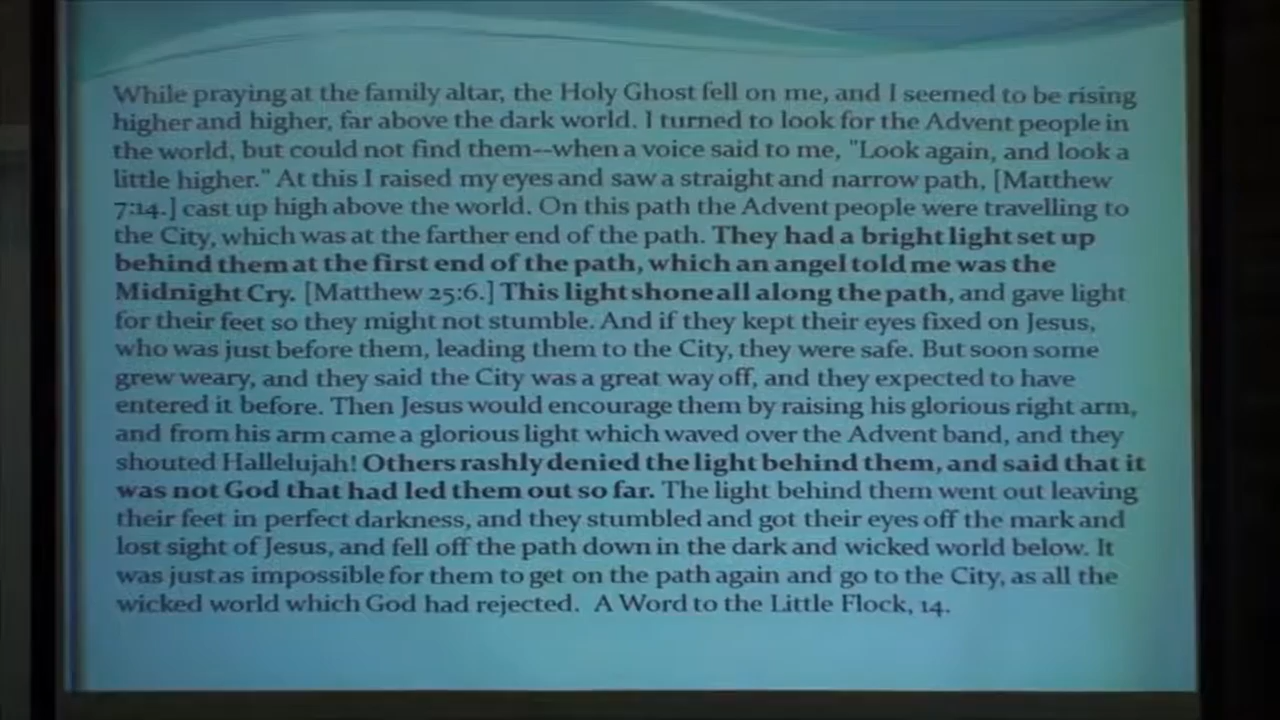 While praying at the family altar, the Holy Ghost fell on me, and I seemed to be rising
higher and higher, far above the dark world. I turned to look for the Advent people in
the world, but could not find them--when a voice said to me, "Look again, and look a
little higher." At this I raised my eyes and saw a straight and narrow path, [Matthew
7:14.] cast up high above the world. On this path the Advent people were travelling to
the City, which was at the farther end of the path. They had a bright light set up
behind them at the first end of the path, which an angel told me was the
Midnight Cry. [Matthew 25:6.] This light shone all along the path, and gave light
for their feet so they might not stumble. And if they kept their eyes fixed on Jesus,
who was just before them, leading them to the City, they were safe. But soon some
grew weary, and they said the City was a great way off, and they expected to have
entered it before. Then Jesus would encourage them by raising his glorious right arm,
and from his arm came a glorious light which waved over the Advent band, and they
shouted Hallelujah! Others rashly denied the light behind them, and said that it
was not God that had led them out so far. The light behind them went out leaving
their feet in perfect darkness, and they stumbled and got their eyes off the mark and
lost sight of Jesus, and fell off the path down in the dark and wicked world below. It
was just as impossible for them to get on the path again and go to the City, as all the
wicked world which God had rejected. A Word to the Little Flock, 14.